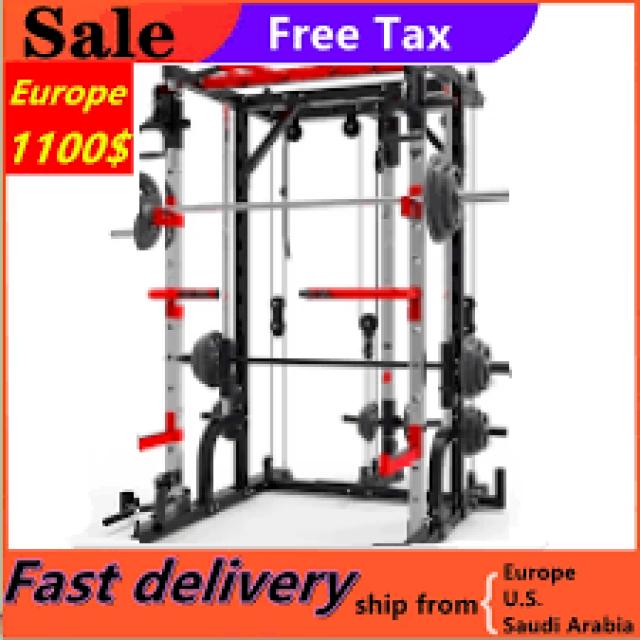 Sale
Free Tax
Europe
1100$
Fast delivery
ship from
Europe
U.S.
Saudi Arabia